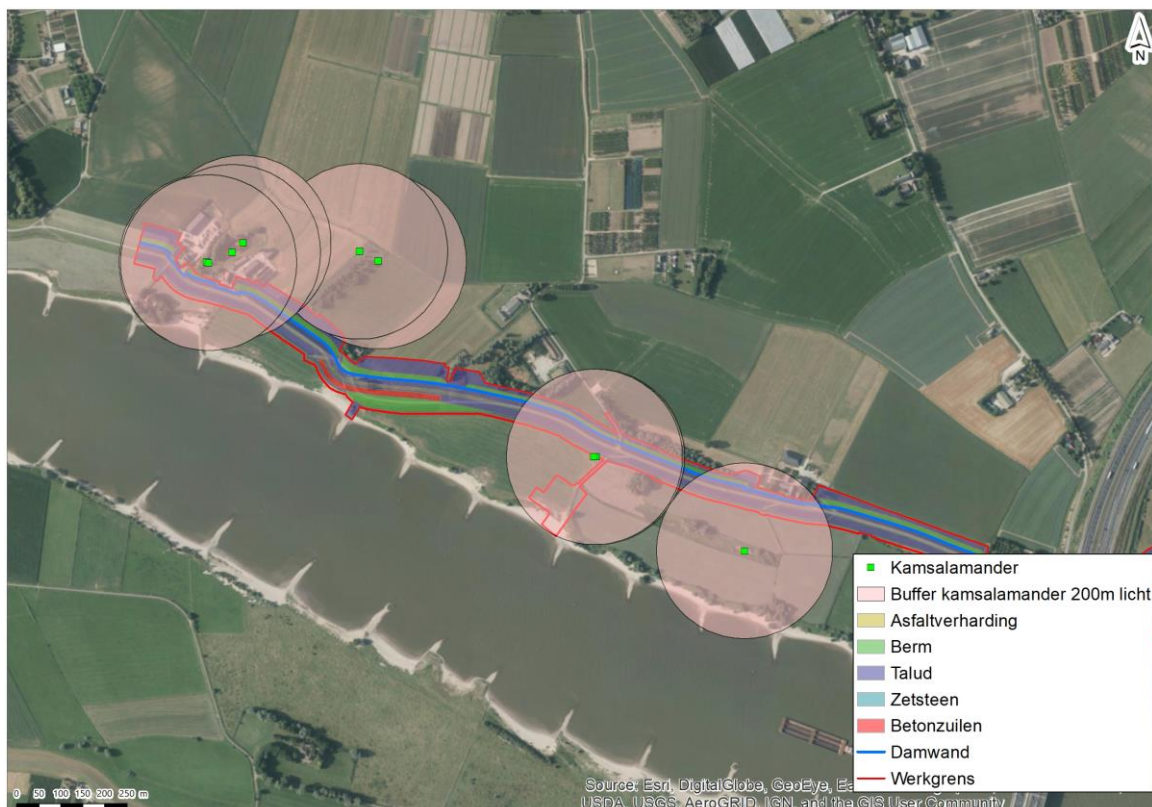 N
Kamsalamander
Buffer kamsalamander 200m licht
Asfaltverharding
Berm
Talud
Zetsteen
Betonzuilen
Damwand
Werkgrens
0 50 100 150 200 250 m
Source: Esri, DigitalGlobe, GeoEye,
USDA, USGS, AeroGRID, IGN, and the GIS User Community